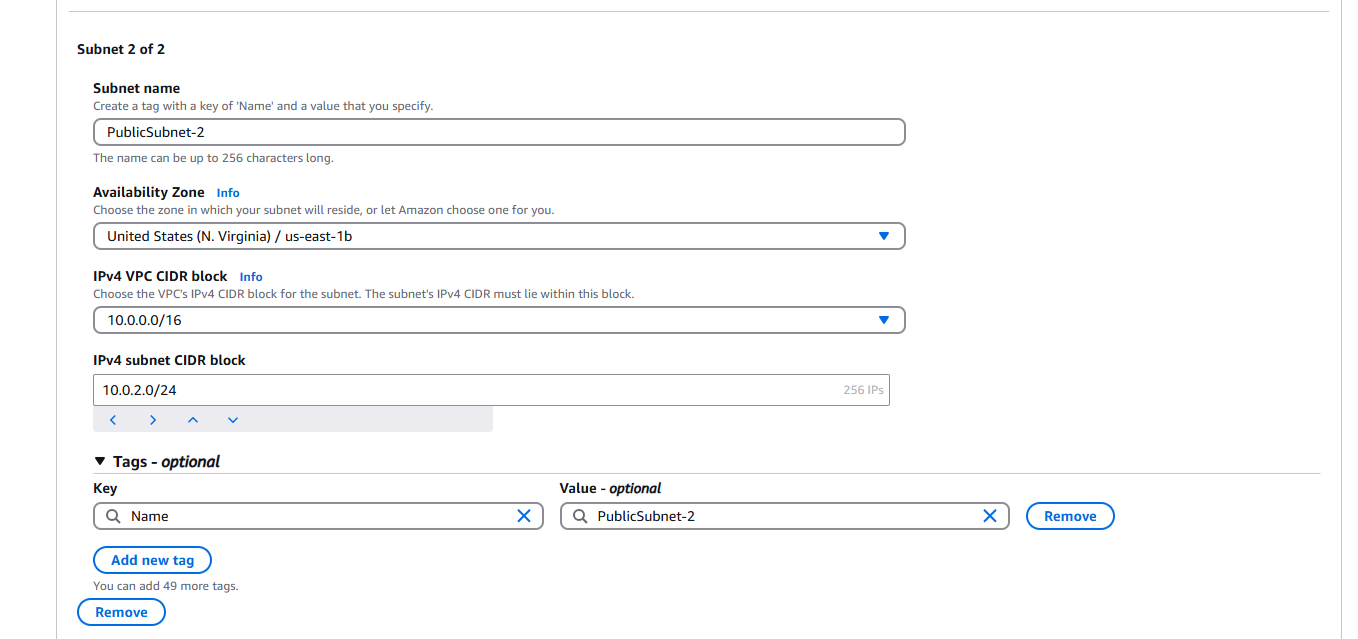 Subnet 2 of 2
Subnet name
Create a tag with a key of 'Name' and a value that you specify.
PublicSubnet-2
The name can be up to 256 characters long.
Availability Zone Info
Choose the zone in which your subnet will reside, or let Amazon choose one for you.
United States (N. Virginia) / us-east-1b
IPv4 VPC CIDR block Info
Choose the VPC's IPv4 CIDR block for the subnet. The subnet's IPv4 CIDR must lie within this block.
10.0.0.0/16
IPv4 subnet CIDR block
10.0.2.0/24 256 IPs
Tags - optional
Key Value - optional
Name PublicSubnet-2 Remove
Add new tag
You can add 49 more tags.
Remove